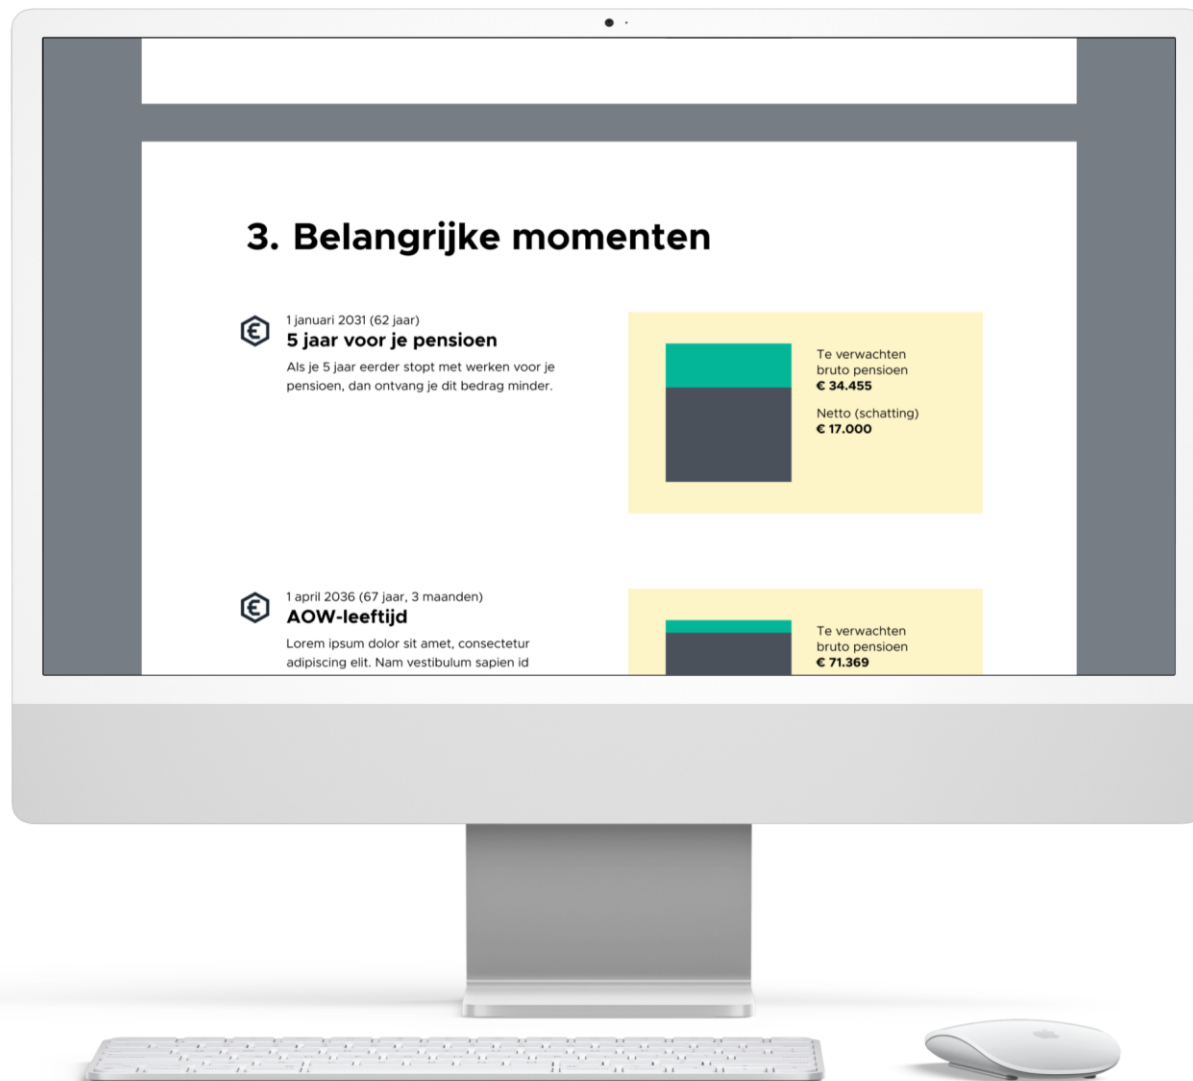 3. Belangrijke momenten
1 januari 2031 (62 jaar)
5 jaar voor je pensioen
Als je 5 jaar eerder stopt met werken voor je
pensioen, dan ontvang je dit bedrag minder.
Te verwachten
bruto pensioen
€ 34.455
Netto (schatting)
€ 17.000
1 april 2036 (67 jaar, 3 maanden)
AOW-leeftijd
Lorem ipsum dolor sit amet, consectetur
adipiscing elit. Nam vestibulum sapien id
Te verwachten
bruto pensioen
€ 71.369